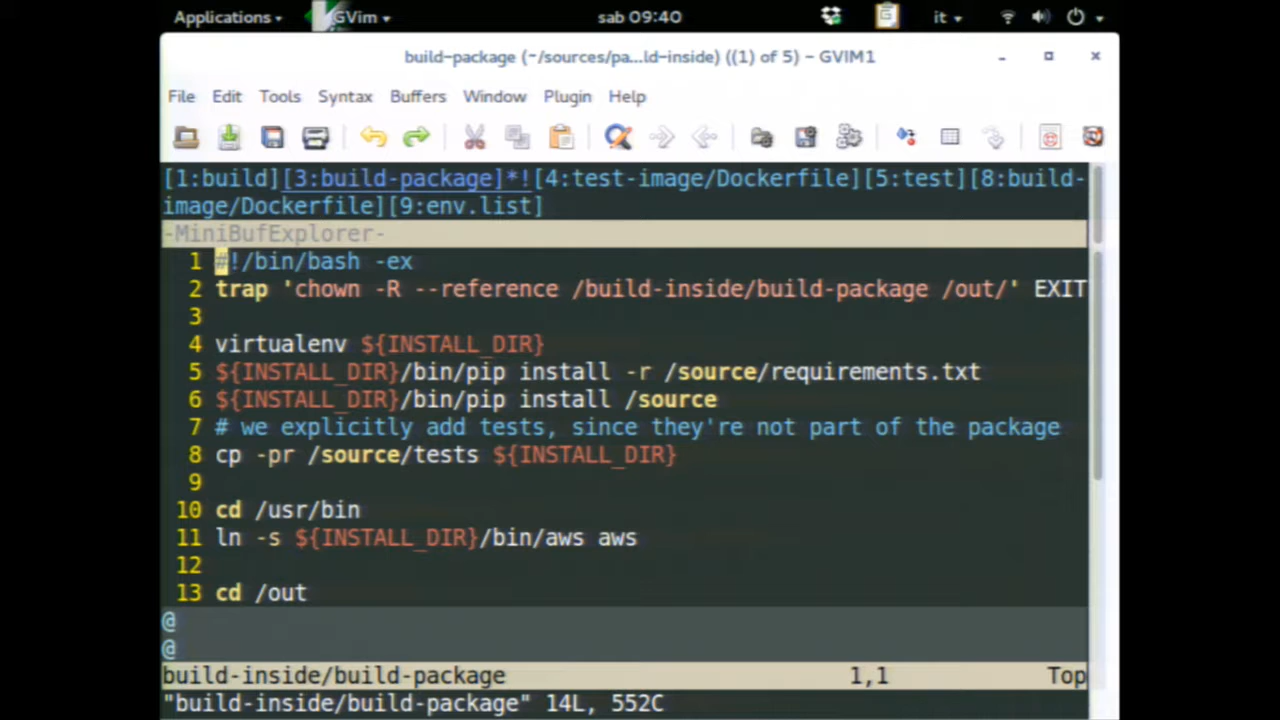 Applications GVim sab 09:40 it
build-package (~/sources/pa...ld-inside) ((1) of 5) - GVIM1
File Edit Tools Syntax Buffers Window Plugin Help
[1:build][3:build-package]*![4:test-image/Dockerfile][5:test][8:build-
image/Dockerfile][9:env.list]
-MiniBufExplorer-
1 #!/bin/bash -ex
2 trap 'chown -R --reference /build-inside/build-package /out/' EXIT
3
4 virtualenv ${INSTALL_DIR}
5 ${INSTALL_DIR}/bin/pip install -r /source/requirements.txt
6 ${INSTALL_DIR}/bin/pip install /source
7 # we explicitly add tests, since they're not part of the package
8 cp -pr /source/tests ${INSTALL_DIR}
9
10 cd /usr/bin
11 ln -s ${INSTALL_DIR}/bin/aws aws
12
13 cd /out
@
@
build-inside/build-package 1,1 Top
"build-inside/build-package" 14L, 552C